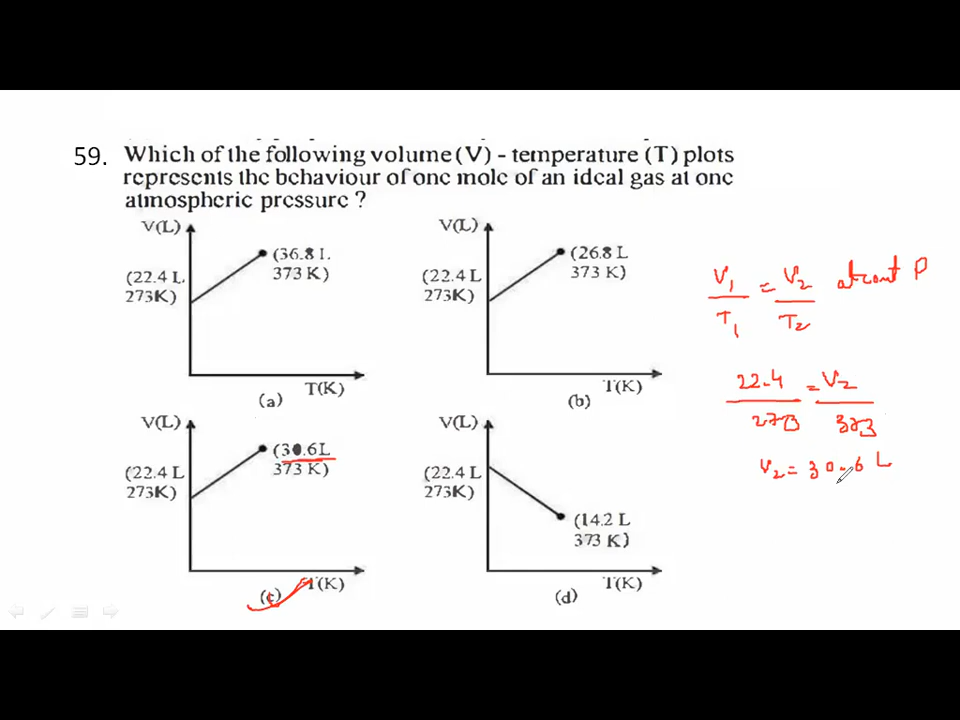 59. Which of the following volume (V) - temperature (T) plots
represents the behaviour of one mole of an ideal gas at one
atmospheric pressure ?
V(L)
(36.8 L
373 K)
(22.4 L
273K)
T(K)
(a)
V(L)
(26.8 L
373 K)
(22.4 L
273K)
T(K)
(b)
V(L)
(30.6L
373 K)
(22.4 L
273K)
T(K)
(c)
V(L)
(22.4 L
273K)
(14.2 L
373 K)
T(K)
(d)
V1/T1 = V2/T2 at const P
22.4/273 = V2/373
V2 = 30.6 L